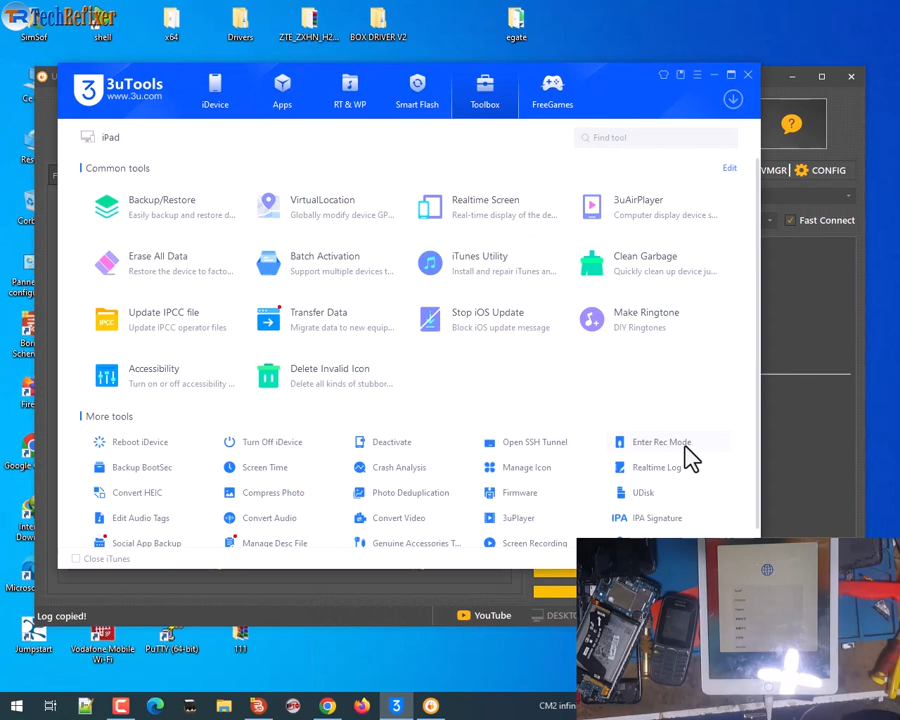 TechRefixer
SimSof
shell
x64
Drivers
ZTE_ZXHN_H2...
BOX DRIVER V2
egate
3uTools
www.3u.com
iDevice
Apps
RT & WP
Smart Flash
Toolbox
FreeGames
iPad
Find tool
Common tools
Edit
Backup/Restore
Easily backup and restore d...
VirtualLocation
Globally modify device GP...
Realtime Screen
Real-time display of the de...
3uAirPlayer
Computer display device s...
Erase All Data
Restore the device to facto...
Batch Activation
Support multiple devices t...
iTunes Utility
Install and repair iTunes an...
Clean Garbage
Quickly clean up device ju...
Update IPCC file
Update IPCC operator files
Transfer Data
Migrate data to new equip...
Stop iOS Update
Block iOS update message
Make Ringtone
DIY Ringtones
Accessibility
Turn on or off accessibility ...
Delete Invalid Icon
Delete all kinds of stubbor...
More tools
Reboot iDevice
Turn Off iDevice
Deactivate
Open SSH Tunnel
Enter Rec Mode
Backup BootSec
Screen Time
Crash Analysis
Manage Icon
Realtime Log
Convert HEIC
Compress Photo
Photo Deduplication
Firmware
UDisk
Edit Audio Tags
Convert Audio
Convert Video
3uPlayer
IPA IPA Signature
Social App Backup
Manage Desc File
Genuine Accessories T...
Screen Recording
Close iTunes
VMGR
CONFIG
Fast Connect
Log copied!
YouTube
DESKTO
Jumpstart
Vodafone Mobile
Wi-Fi
PuTTY (64-bit)
111
CM2 infin